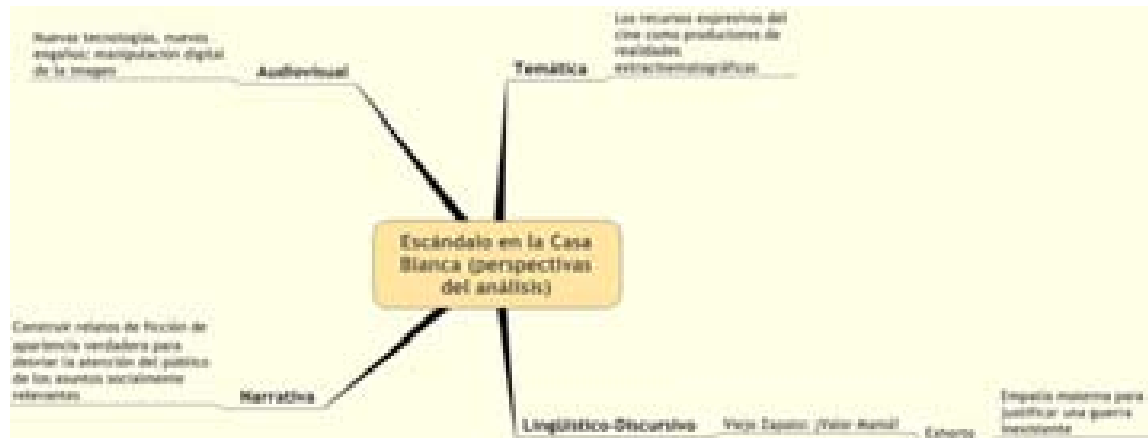 Nuevas tecnologías, nuevos
engaños: manipulación digital
de la imagen
Audiovisual
Los recursos expresivos del
cine como productores de
realidades
extracinematográficas
Temática
Escándalo en la Casa
Blanca (perspectivas
del análisis)
Construir relatos de ficción de
apariencia verdadera para
desviar la atención del público
de los asuntos socialmente
relevantes
Narrativa
Lingüístico-Discursivo
Viejo Zapato: ¡Valor Mamá!
Exhorto
Empatía materna para
justificar una guerra
inexistente